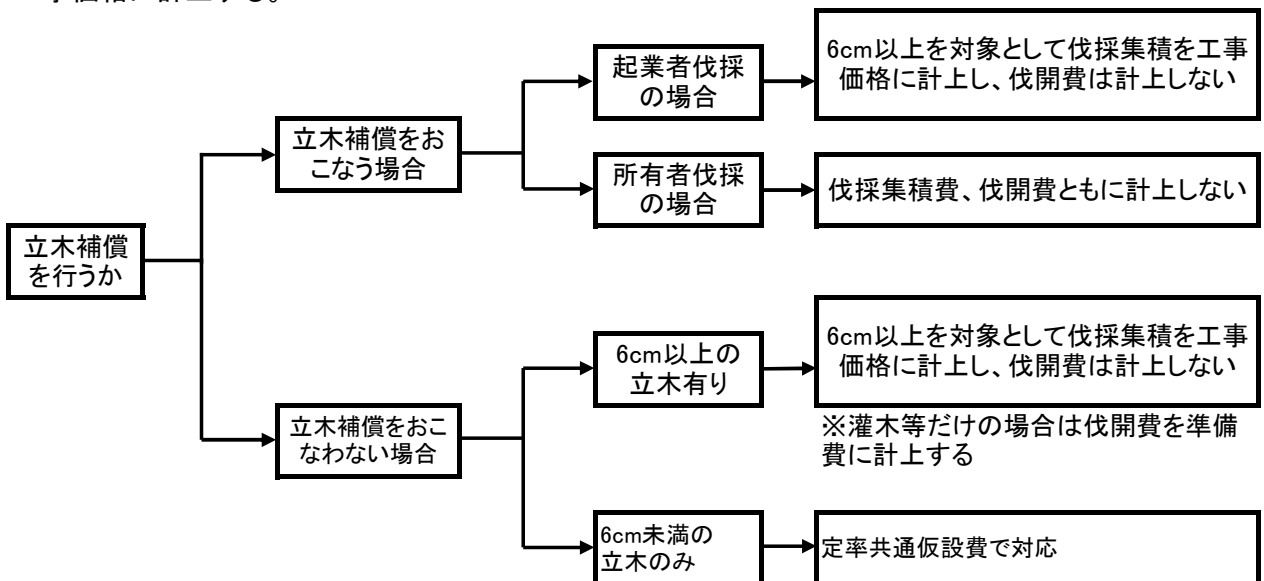 事価格に計上する。
立木補償
を行うか
立木補償をお
こなう場合
起業者伐採
の場合
6cm以上を対象として伐採集積を工事
価格に計上し、伐開費は計上しない
所有者伐採
の場合
伐採集積費、伐開費ともに計上しない
立木補償をおこ
なわない場合
6cm以上の
立木有り
6cm以上を対象として伐採集積を工事
価格に計上し、伐開費は計上しない
※灌木等だけの場合は伐開費を準備
費に計上する
6cm未満の
立木のみ
定率共通仮設費で対応